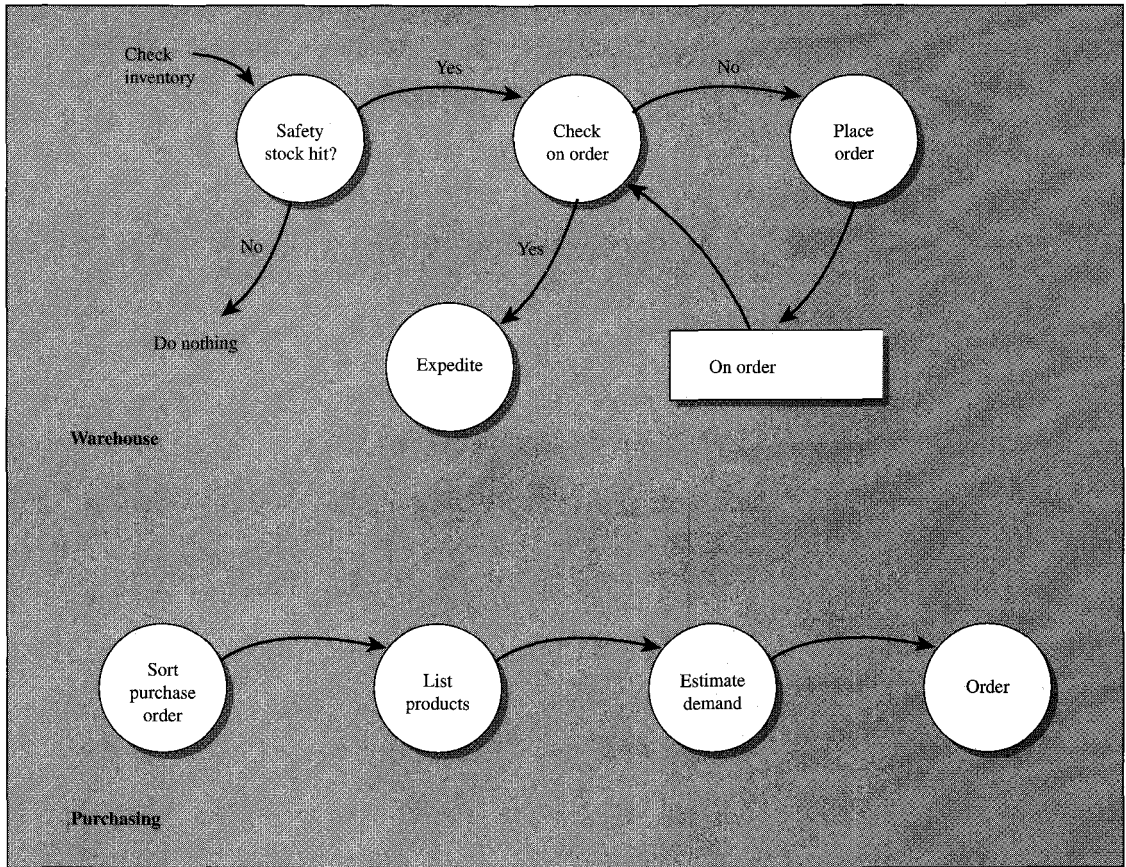 Check
inventory
Yes
No
Safety
stock hit?
Check
on order
Place
order
No
Yes
Do nothing
Expedite
On order
Warehouse
Sort
purchase
order
List
products
Estimate
demand
Order
Purchasing